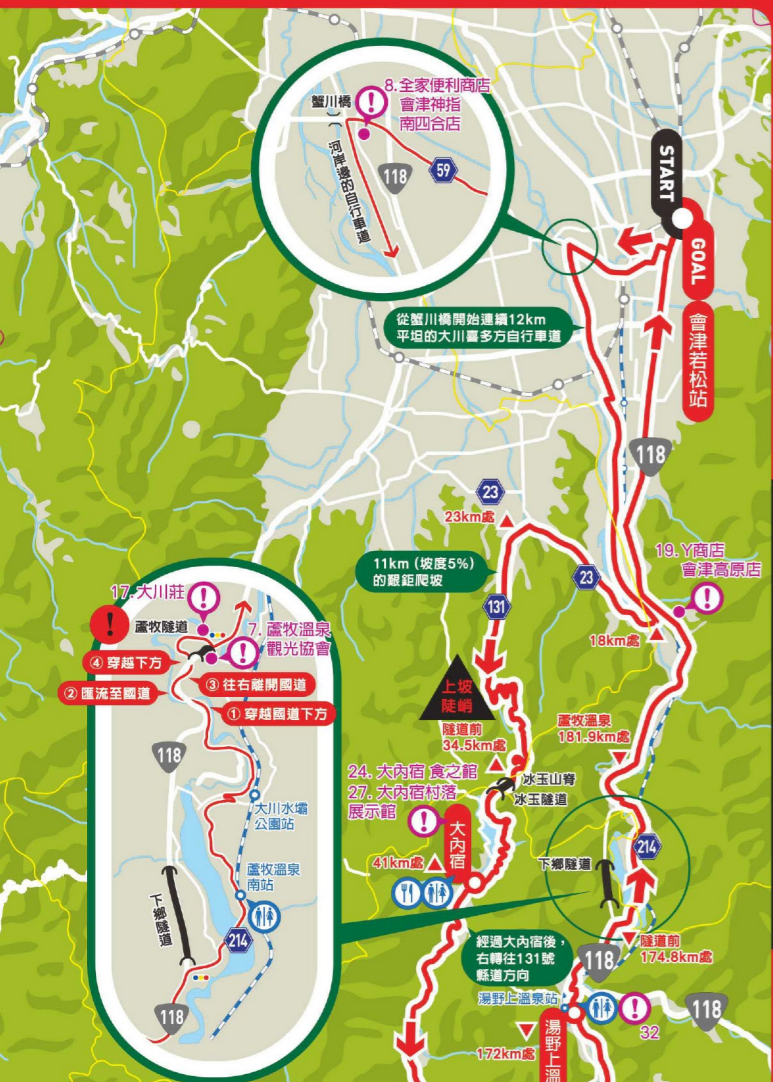 8.全家便利商店
會津神指
南四合店
蟹川橋
河岸邊的自行車道
118
59
START
GOAL
會津若松站
從蟹川橋開始連續12km
平坦的大川喜多方自行車道
118
23
23km處
11km(坡度5%)
的艱鉅爬坡
23
131
19.Y商店
會津高原店
18km處
上坡
陡峭
隧道前
34.5km處
蘆牧溫泉
181.9km處
冰玉山脊
冰玉隧道
24. 大內宿 食之館
27. 大內宿村落
展示館
大內宿
41km處
下鄉隧道
214
經過大內宿後,
右轉往131號
縣道方向
118
隧道前
174.8km處
湯野上溫泉站
32
118
172km處
湯野上溫
17.大川莊
蘆牧隧道
7. 蘆牧溫泉
觀光協會
④ 穿越下方
③ 往右離開國道
② 匯流至國道
① 穿越國道下方
118
大川水壩
公園站
蘆牧溫泉
南站
下鄉隧道
214
118